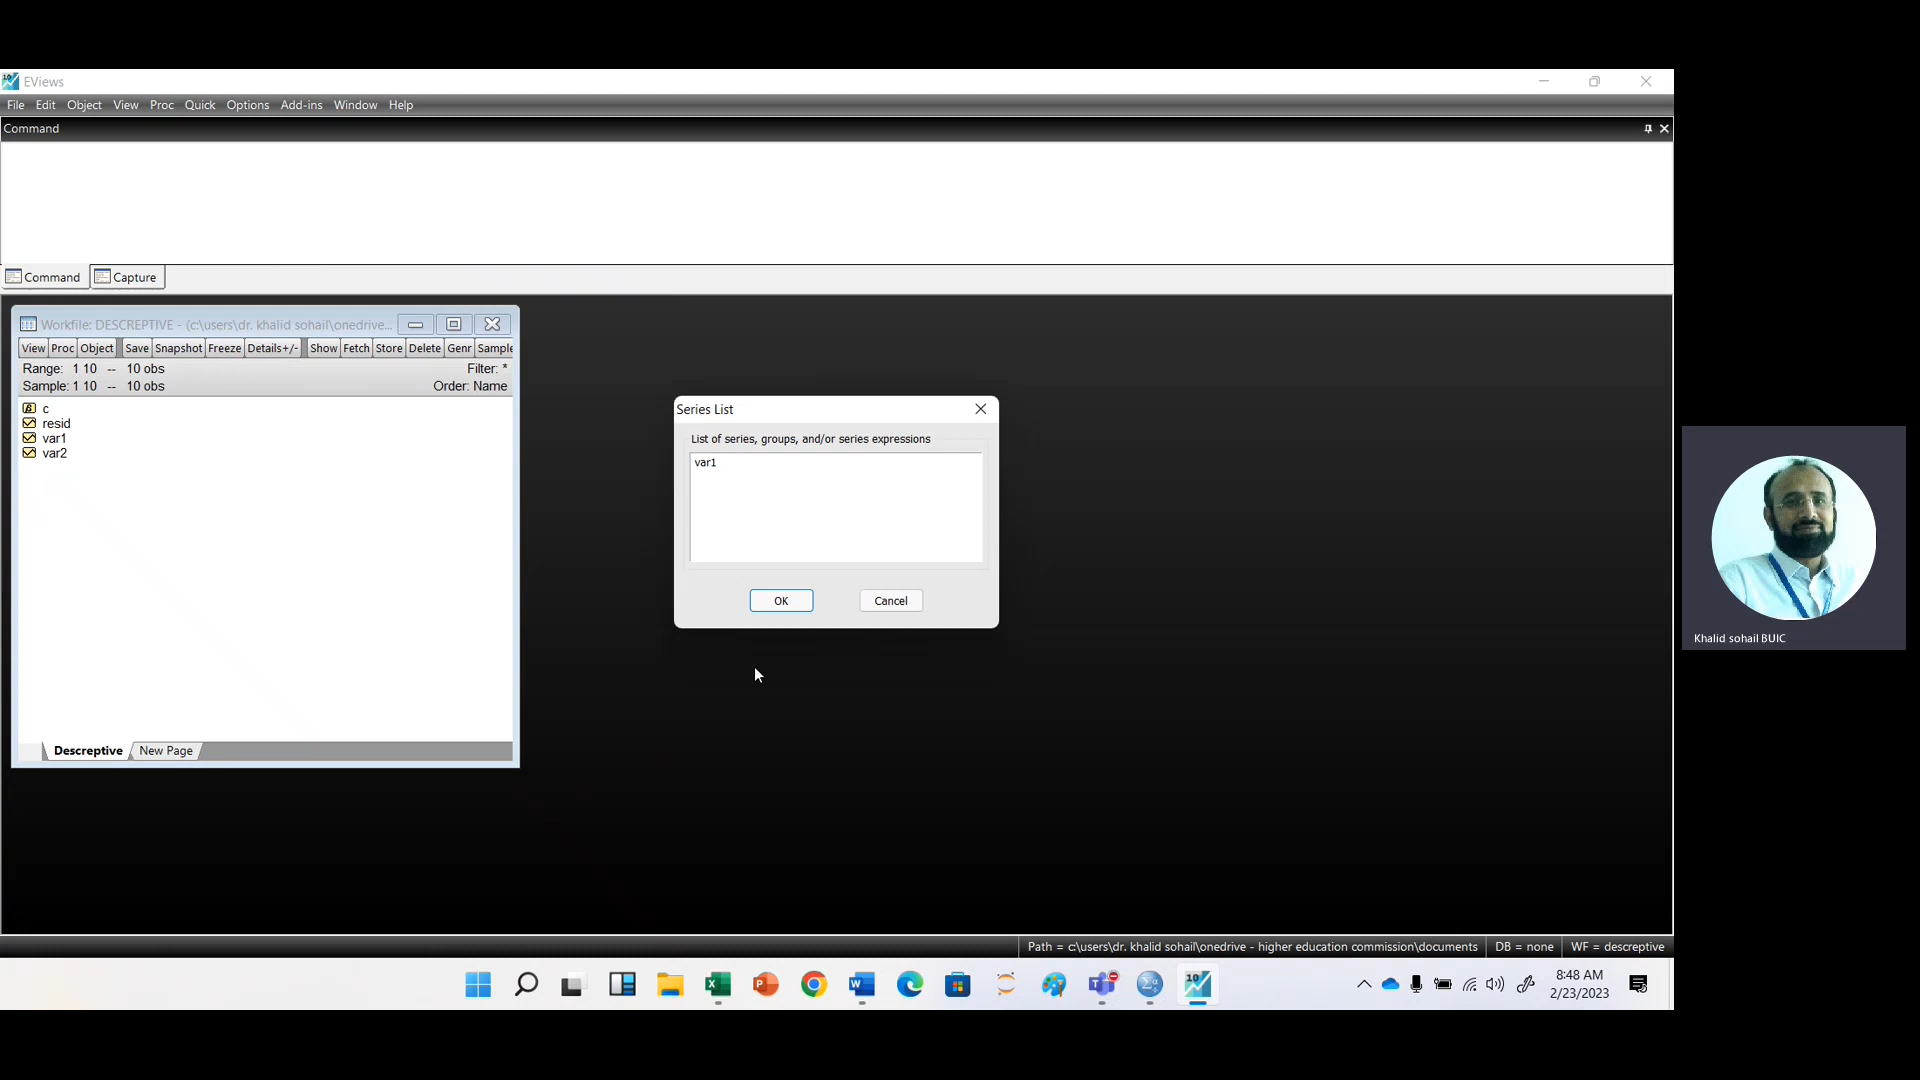 10 EViews
File Edit Object View Proc Quick Options Add-ins Window Help
Command
Command Capture
Workfile: DESCREPTIVE - (c:\users\dr. khalid sohail\onedrive...
View Proc Object Save Snapshot Freeze Details+/- Show Fetch Store Delete Genr Sample
Range: 1 10 -- 10 obs Filter: *
Sample: 1 10 -- 10 obs Order: Name
β c
resid
var1
var2
Descreptive New Page
Series List
List of series, groups, and/or series expressions
var1
OK Cancel
Khalid sohail BUIC
Path = c:\users\dr. khalid sohail\onedrive - higher education commission\documents DB = none WF = descreptive
10
8:48 AM
2/23/2023